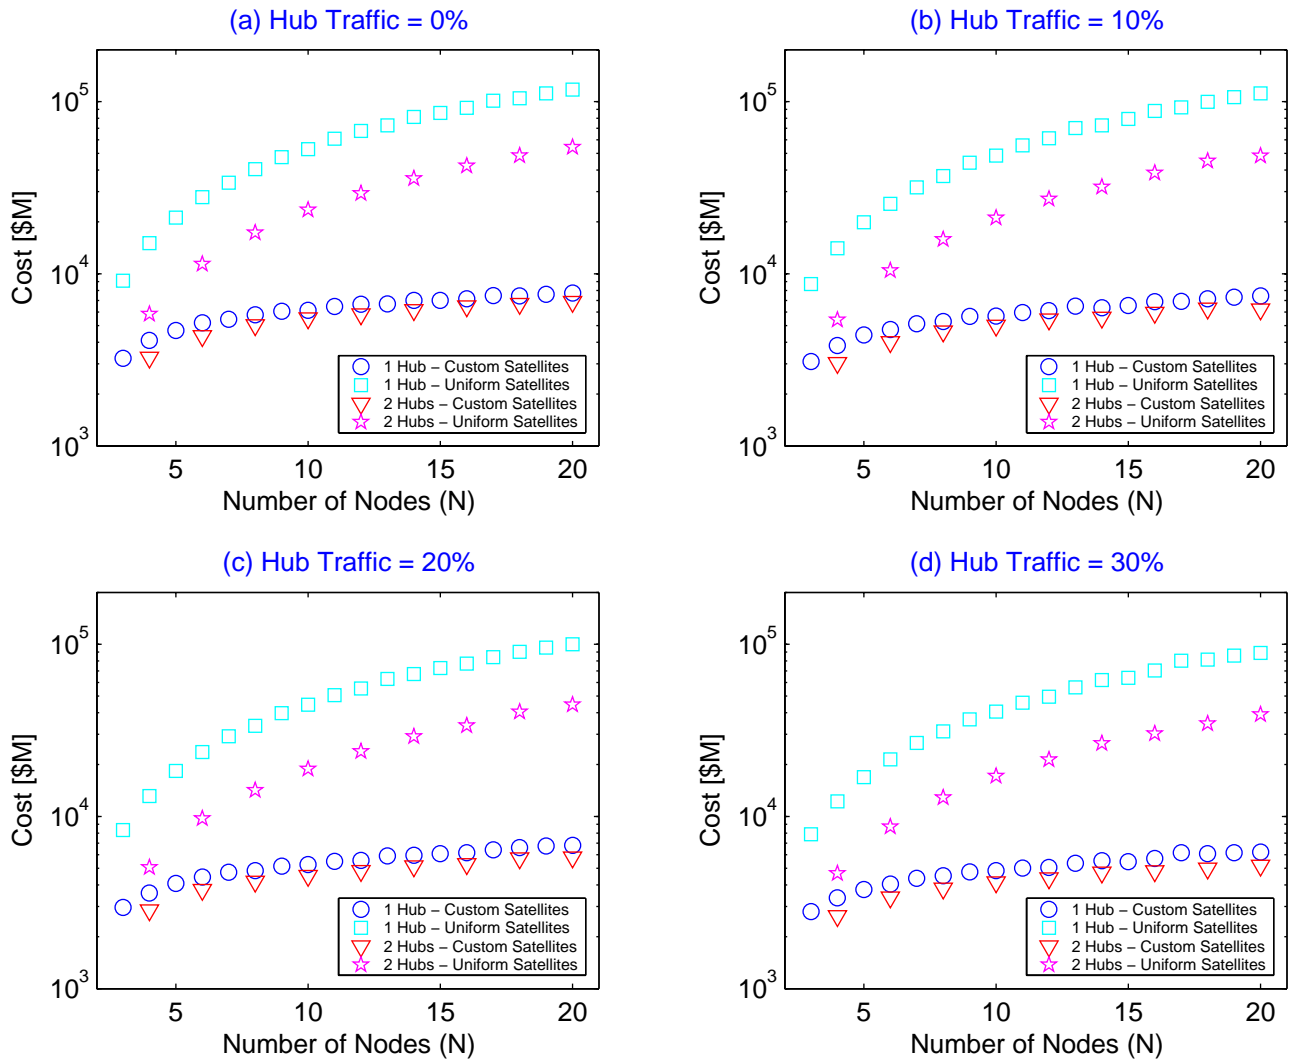 (a) Hub Traffic = 0%
10^5
10^4
10^3
Cost [$M]
1 Hub – Custom Satellites
1 Hub – Uniform Satellites
2 Hubs – Custom Satellites
2 Hubs – Uniform Satellites
5 10 15 20
Number of Nodes (N)
(b) Hub Traffic = 10%
10^5
10^4
10^3
Cost [$M]
1 Hub – Custom Satellites
1 Hub – Uniform Satellites
2 Hubs – Custom Satellites
2 Hubs – Uniform Satellites
5 10 15 20
Number of Nodes (N)
(c) Hub Traffic = 20%
10^5
10^4
10^3
Cost [$M]
1 Hub – Custom Satellites
1 Hub – Uniform Satellites
2 Hubs – Custom Satellites
2 Hubs – Uniform Satellites
5 10 15 20
Number of Nodes (N)
(d) Hub Traffic = 30%
10^5
10^4
10^3
Cost [$M]
1 Hub – Custom Satellites
1 Hub – Uniform Satellites
2 Hubs – Custom Satellites
2 Hubs – Uniform Satellites
5 10 15 20
Number of Nodes (N)